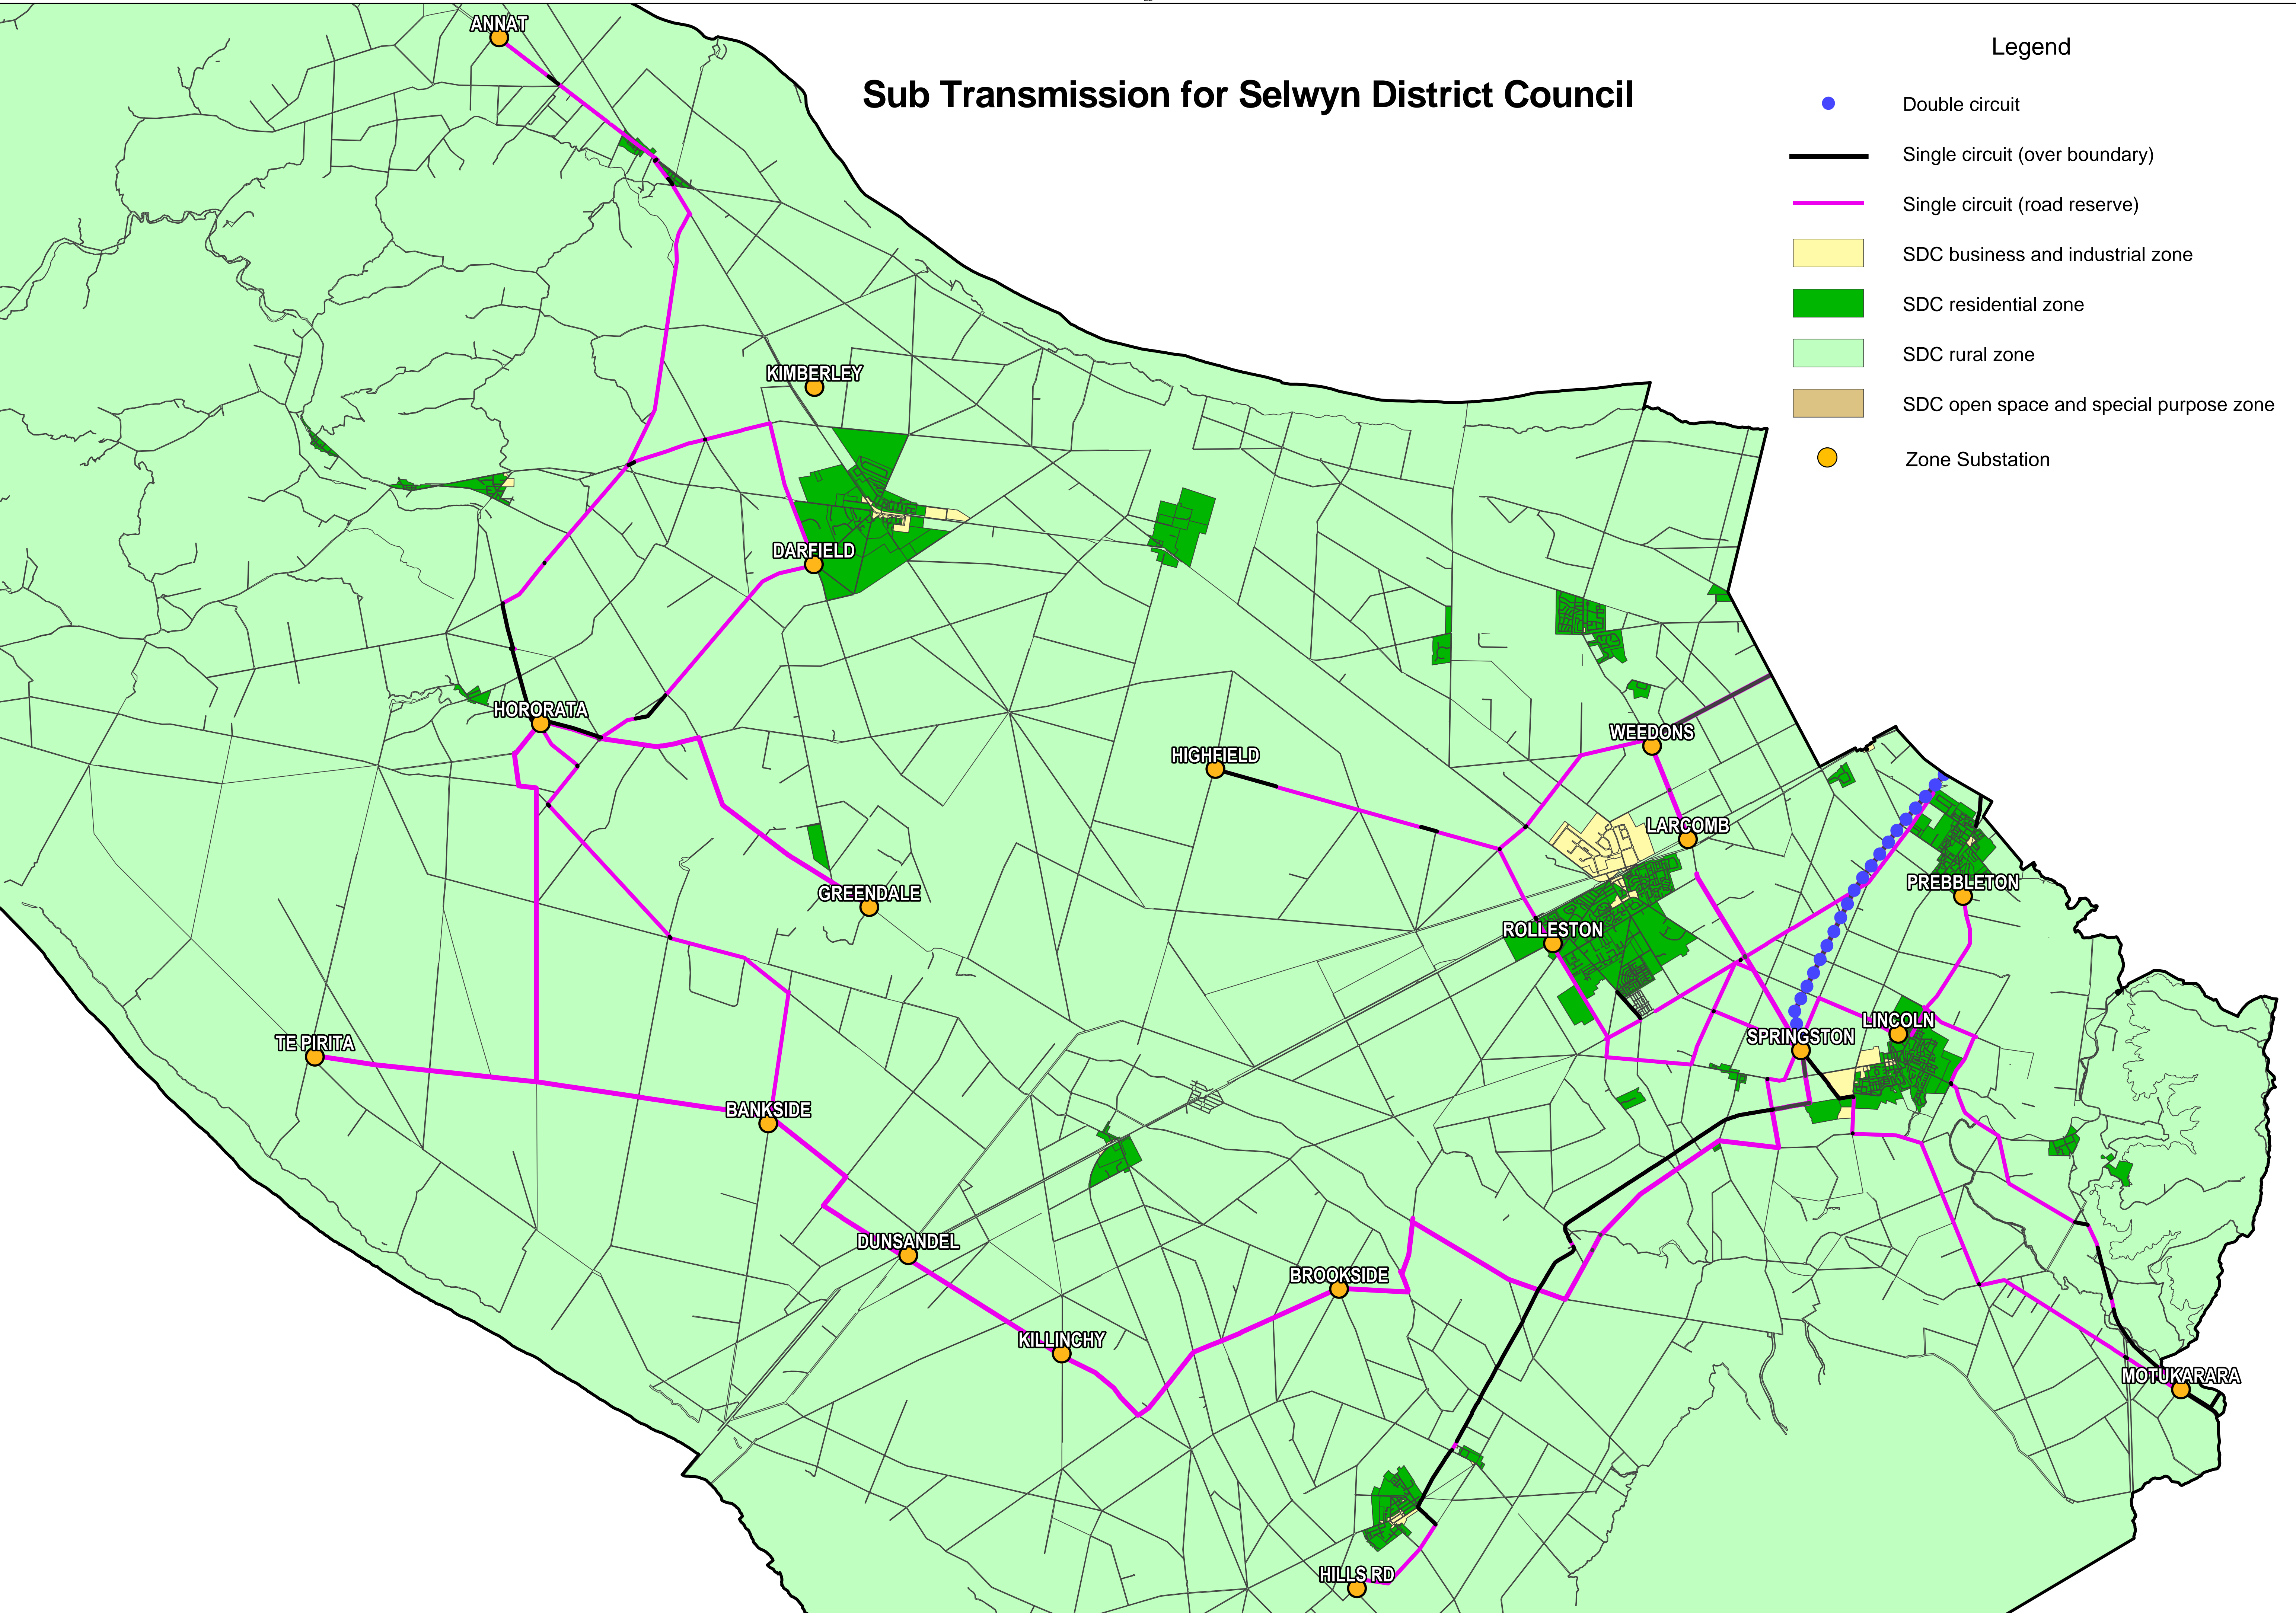 Sub Transmission for Selwyn District Council
Legend
Double circuit
Single circuit (over boundary)
Single circuit (road reserve)
SDC business and industrial zone
SDC residential zone
SDC rural zone
SDC open space and special purpose zone
Zone Substation
ANNAT
KIMBERLEY
DARFIELD
HORORATA
WEEDONS
HIGHFIELD
LARCOMB
PREBBLETON
GREENDALE
ROLLESTON
LINCOLN
SPRINGSTON
TE PIRITA
BANKSIDE
DUNSANDEL
BROOKSIDE
KILLINCHY
MOTUKARARA
HILLS RD